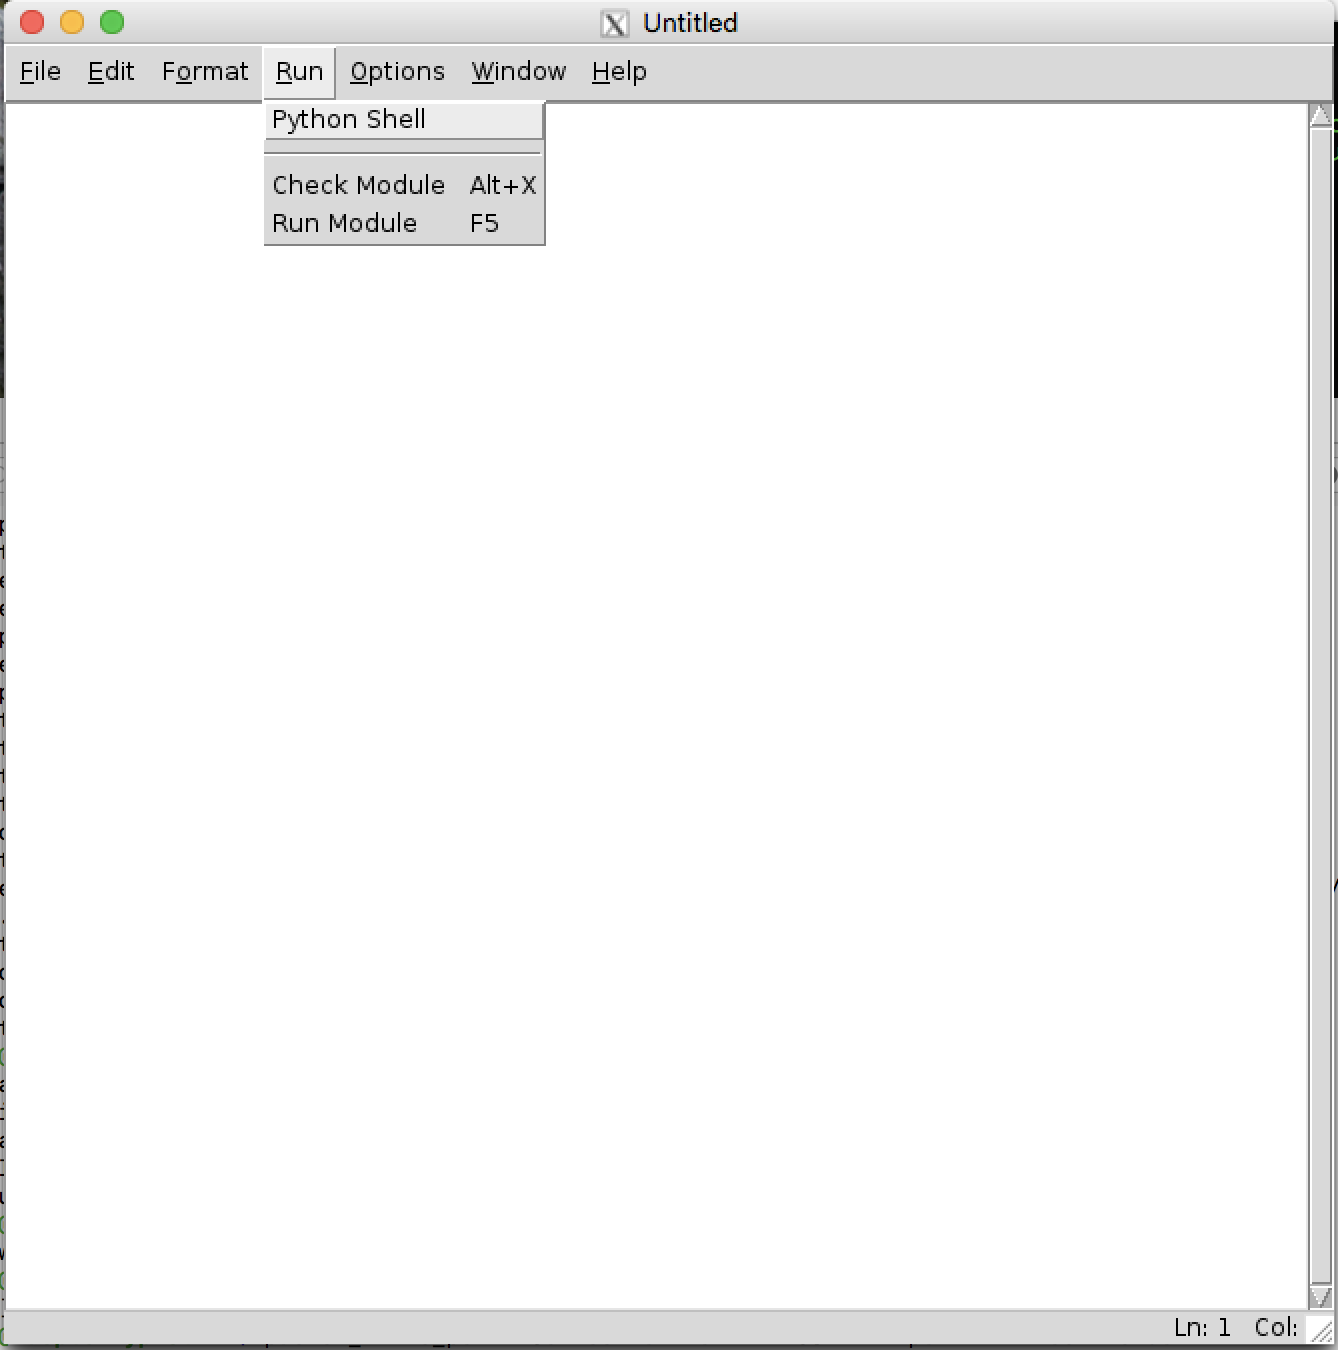 Untitled
File Edit Format Run Options Window Help
Python Shell
Check Module Alt+X
Run Module F5
Ln: 1 Col: